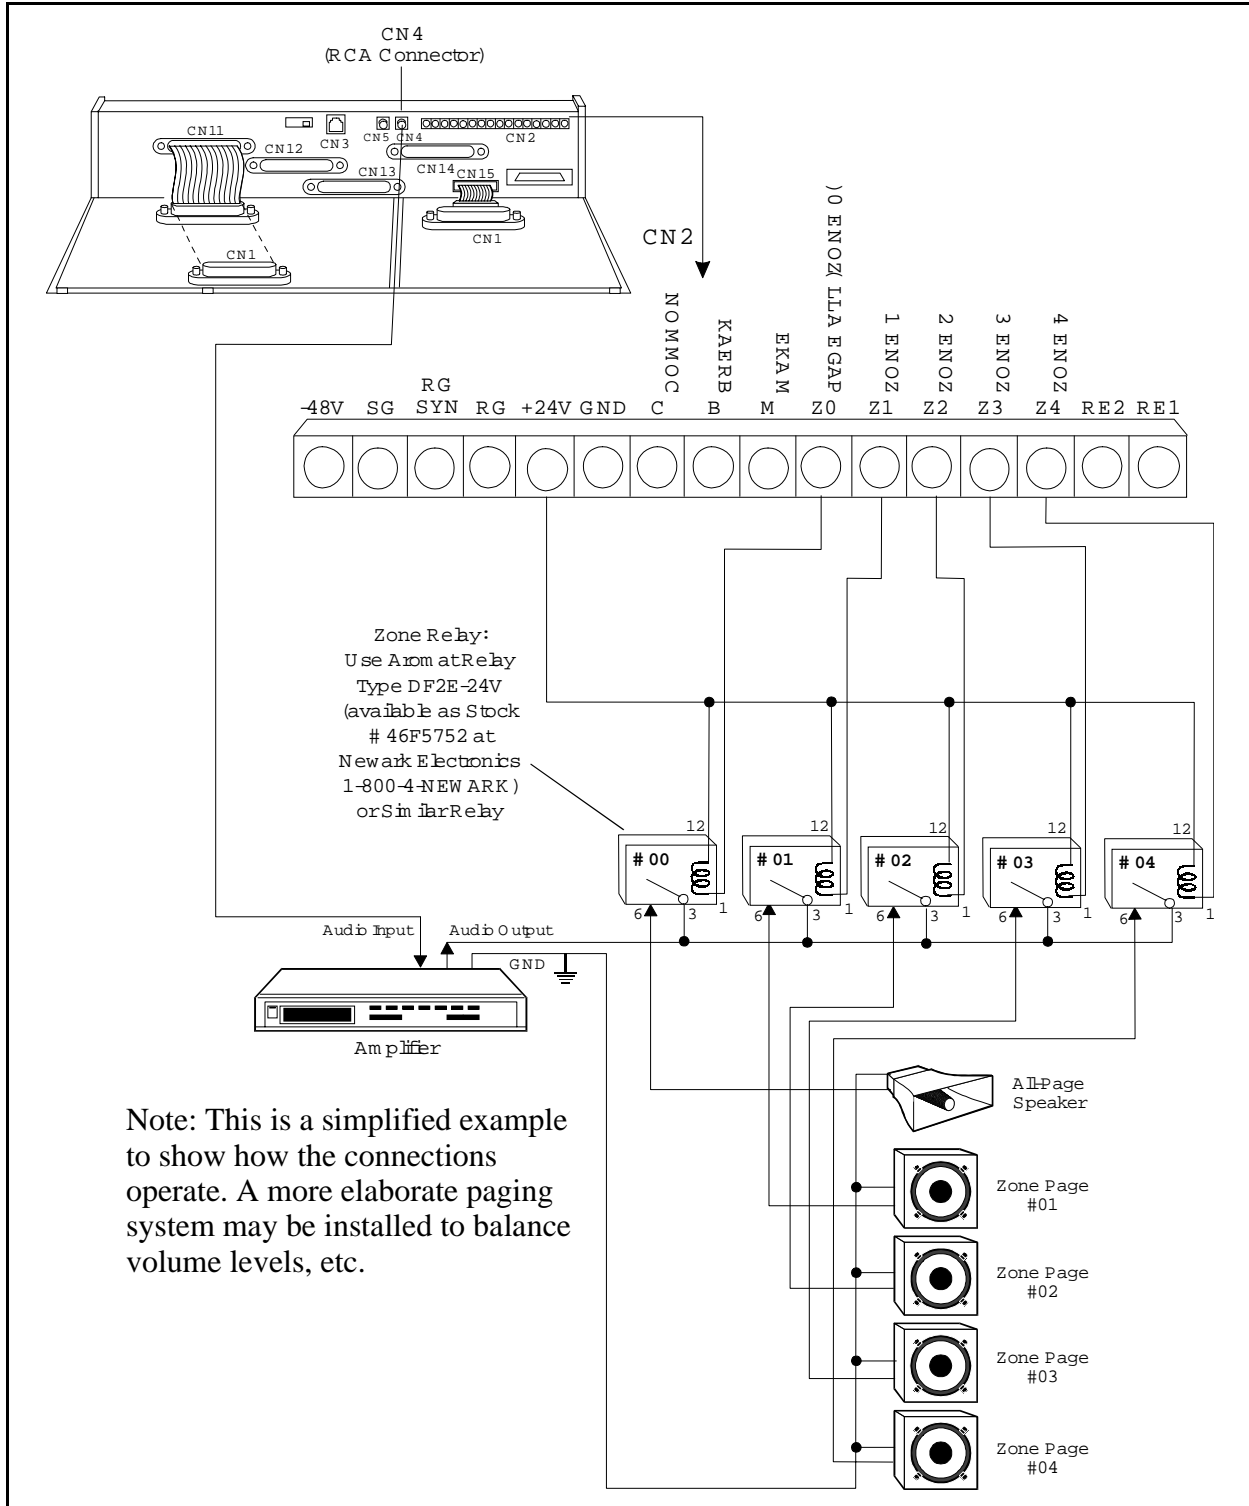 CN4
(RCA Connector)
CN11
CN12
CN13
CN3
CN5 CN4
CN2
CN14
CN15
CN1
CN1
CN2
NOMMOC
KAERB
EKAM
)0 ENOZ( LLA EGAP
1 ENOZ
2 ENOZ
3 ENOZ
4 ENOZ
-48V SG RG SYN RG +24V GND C B M Z0 Z1 Z2 Z3 Z4 RE2 RE1
Zone Relay:
Use Aromat Relay
Type DF2E-24V
(available as Stock
# 46F5752 at
Newark Electronics
1-800-4-NEWARK)
or Similar Relay
12 12 12 12 12
# 00 # 01 # 02 # 03 # 04
6 3 1 6 3 1 6 3 1 6 3 1 6 3 1
Audio Input Audio Output
GND
Amplifier
All-Page
Speaker
Zone Page
#01
Zone Page
#02
Zone Page
#03
Zone Page
#04
Note: This is a simplified example
to show how the connections
operate. A more elaborate paging
system may be installed to balance
volume levels, etc.